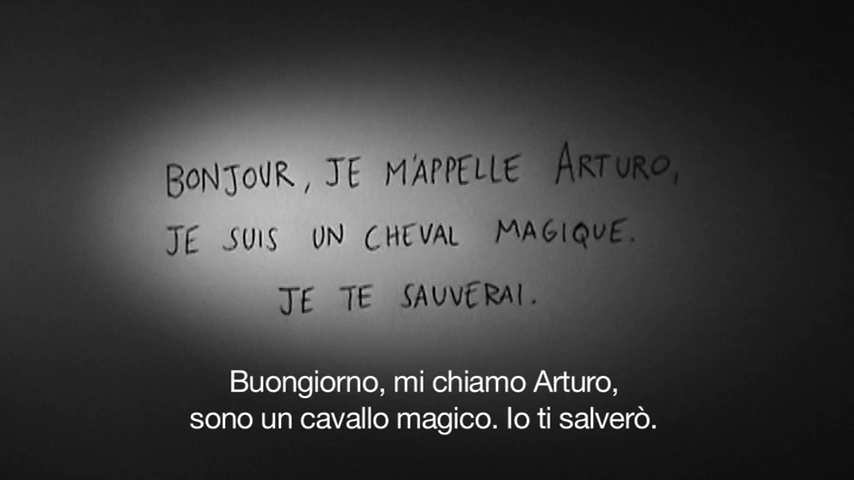 BONJOUR, JE M'APPELLE ARTURO,
JE SUIS UN CHEVAL MAGIQUE.
JE TE SAUVERAI.
Buongiorno, mi chiamo Arturo,
sono un cavallo magico. Io ti salverò.